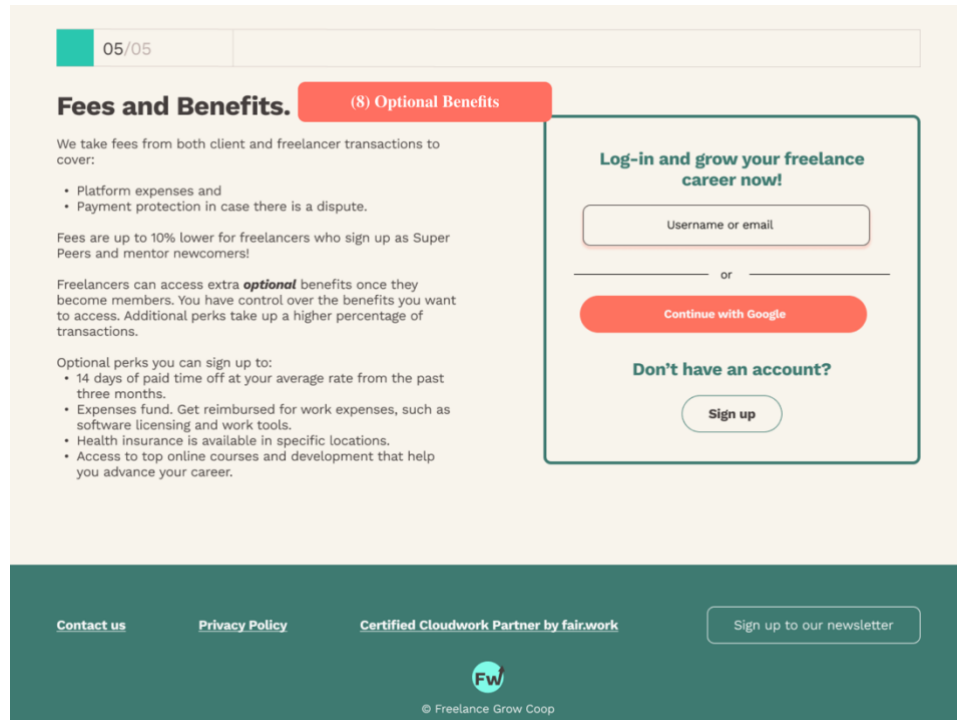 05/05
Fees and Benefits.
(8) Optional Benefits
We take fees from both client and freelancer transactions to
cover:
• Platform expenses and
• Payment protection in case there is a dispute.
Fees are up to 10% lower for freelancers who sign up as Super
Peers and mentor newcomers!
Freelancers can access extra optional benefits once they
become members. You have control over the benefits you want
to access. Additional perks take up a higher percentage of
transactions.
Optional perks you can sign up to:
• 14 days of paid time off at your average rate from the past
three months.
• Expenses fund. Get reimbursed for work expenses, such as
software licensing and work tools.
• Health insurance is available in specific locations.
• Access to top online courses and development that help
you advance your career.
Log-in and grow your freelance
career now!
Username or email
or
Continue with Google
Don't have an account?
Sign up
Contact us
Privacy Policy
Certified Cloudwork Partner by fair.work
Sign up to our newsletter
FW
© Freelance Grow Coop